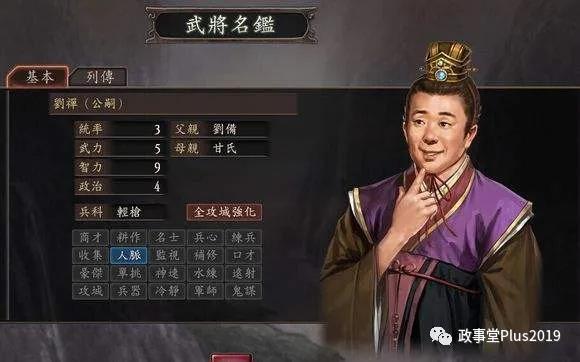 武將名鑑
基本 列傳
劉禪（公嗣）
統率 3 父親 劉備
武力 5 母親 甘氏
智力 9
政治 4
兵科 輕槍 全攻城強化
商才 耕作 名士 兵心 練兵
收集 人脈 監視 補修 口才
豪傑 單挑 神速 水練 遠射
攻城 兵器 冷靜 軍師 鬼謀
政事堂Plus2019